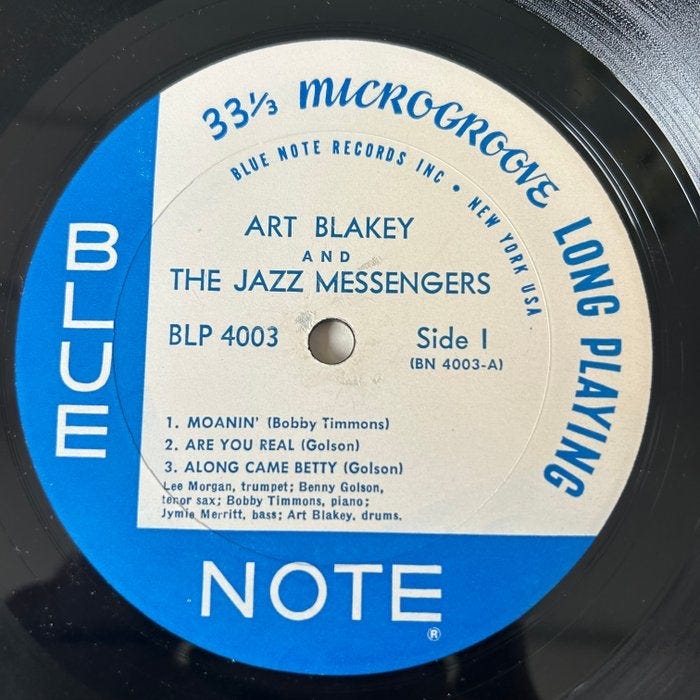 33⅓ MICROGROOVE LONG PLAYING
BLUE NOTE RECORDS INC • NEW YORK USA
ART BLAKEY
AND
THE JAZZ MESSENGERS
BLP 4003 Side 1
(BN 4003-A)
1. MOANIN' (Bobby Timmons)
2. ARE YOU REAL (Golson)
3. ALONG CAME BETTY (Golson)
Lee Morgan, trumpet; Benny Golson,
tenor sax; Bobby Timmons, piano;
Jymie Merritt, bass; Art Blakey, drums.
BLUE
NOTE
®